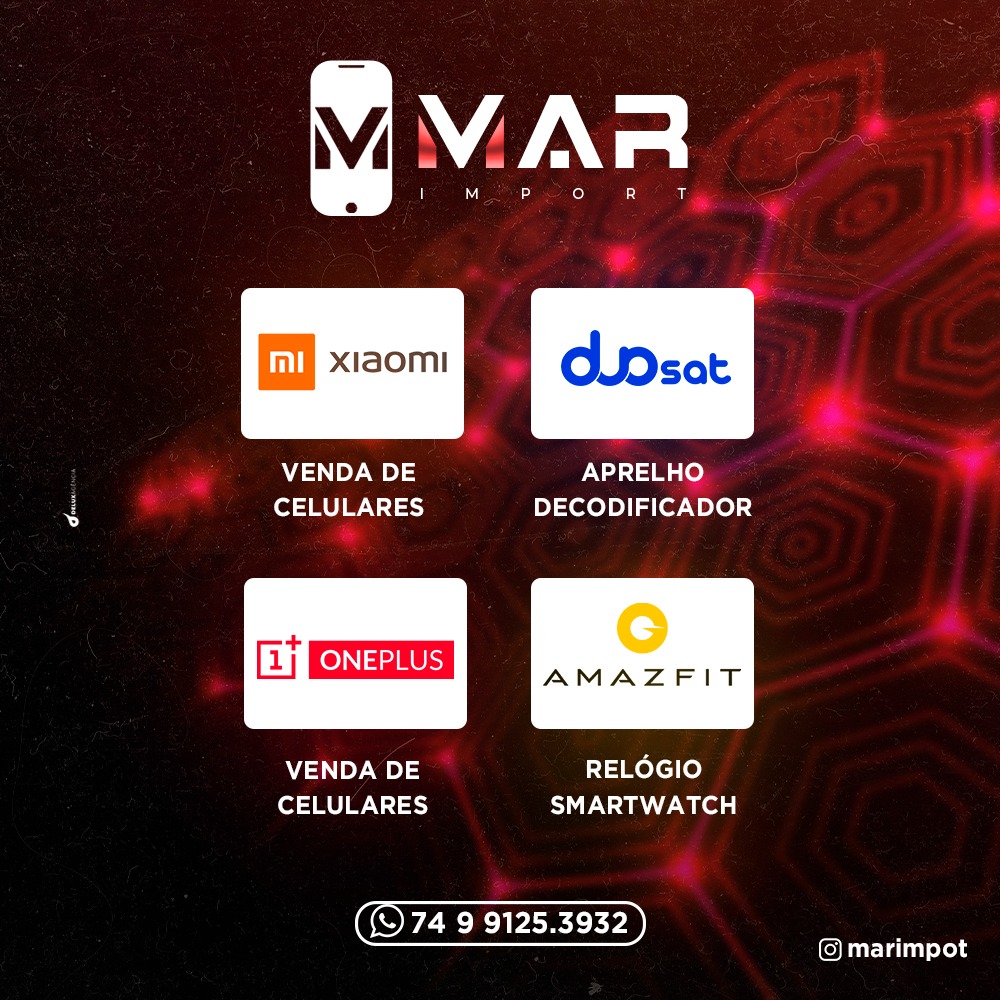 M MAR
IMPORT
mi xiaomi
duosat
VENDA DE
CELULARES
APRELHO
DECODIFICADOR
DELUXAGÊNCIA
1+ ONEPLUS
AMAZFIT
VENDA DE
CELULARES
RELÓGIO
SMARTWATCH
74 9 9125.3932
marimpot